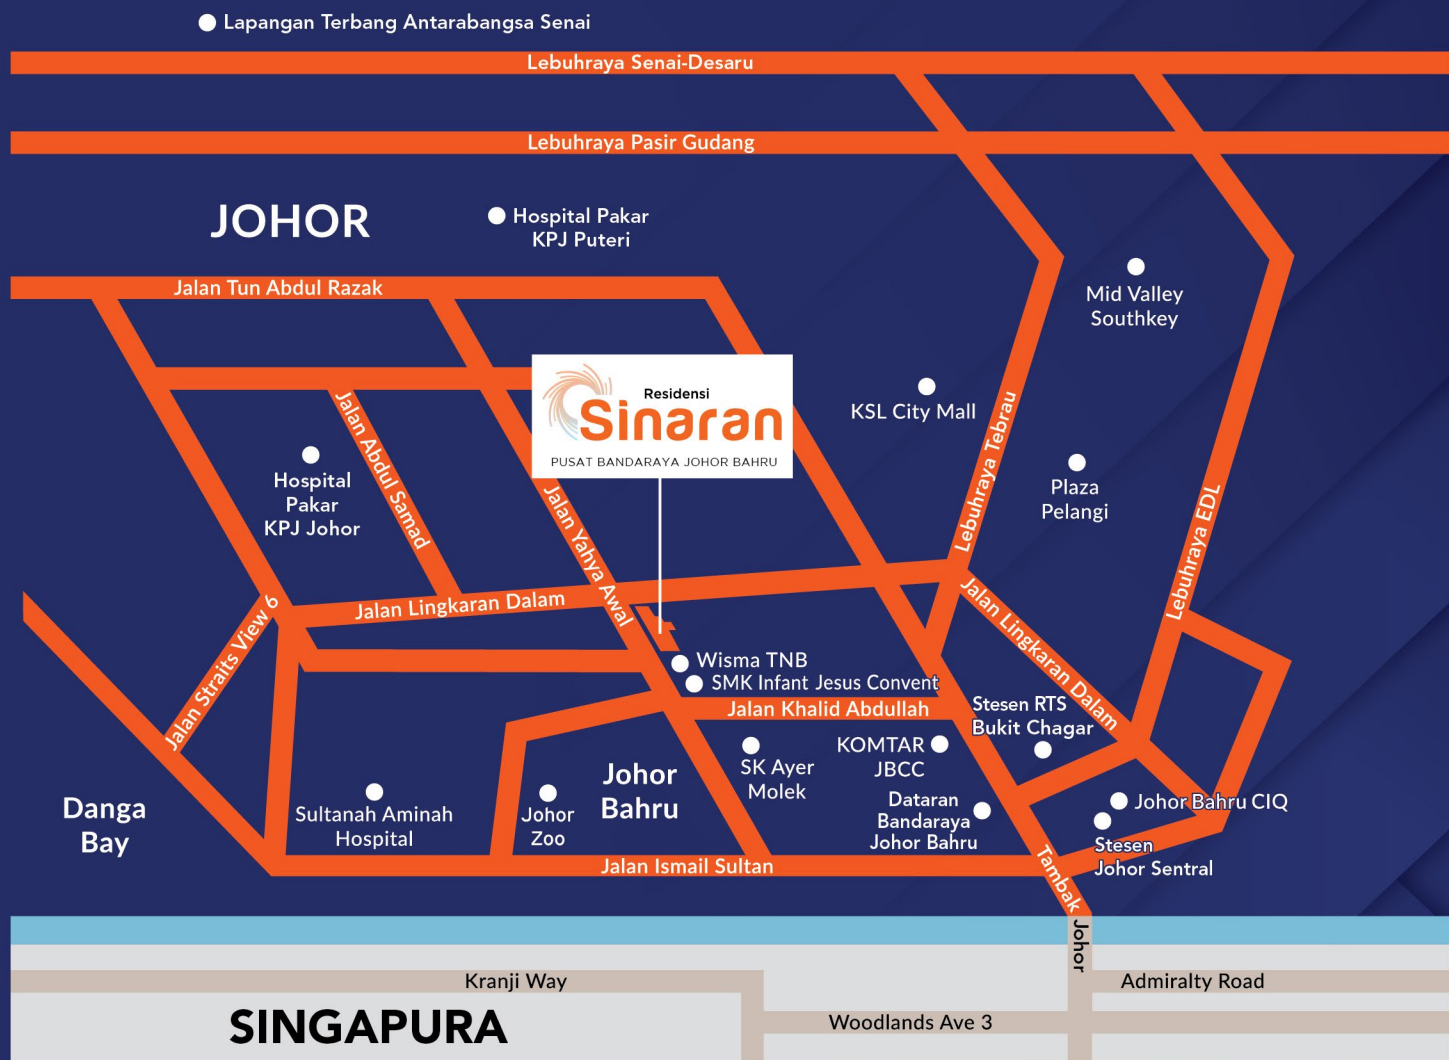 Lapangan Terbang Antarabangsa Senai
Lebuhraya Senai-Desaru
Lebuhraya Pasir Gudang
JOHOR
Hospital Pakar
KPJ Puteri
Jalan Tun Abdul Razak
Mid Valley
Southkey
Residensi
Sinaran
PUSAT BANDARAYA JOHOR BAHRU
KSL City Mall
Lebuhraya Tebrau
Jalan Abdul Samad
Hospital
Pakar
KPJ Johor
Jalan Yahya Awal
Plaza
Pelangi
Lebuhraya EDL
Jalan Lingkaran Dalam
Jalan Straits View 6
Jalan Lingkaran Dalam
Wisma TNB
SMK Infant Jesus Convent
Jalan Khalid Abdullah
Stesen RTS
Bukit Chagar
KOMTAR
JBCC
SK Ayer
Molek
Johor
Bahru
Danga
Bay
Sultanah Aminah
Hospital
Johor
Zoo
Dataran
Bandaraya
Johor Bahru
Johor Bahru CIQ
Stesen
Johor Sentral
Jalan Ismail Sultan
Tambak Johor
Kranji Way
Admiralty Road
SINGAPURA
Woodlands Ave 3